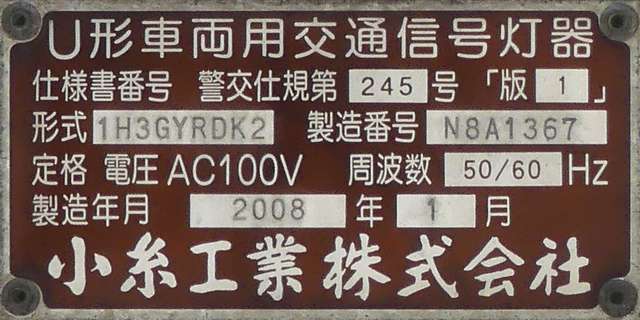 U形車両用交通信号灯器
仕様書番号 警交仕規第 245 号 「版 1 」
形式 1H3GYRDK2 製造番号 N8A1367
定格 電圧 AC100V 周波数 50/60 Hz
製造年月 2008 年 1 月
小糸工業株式会社